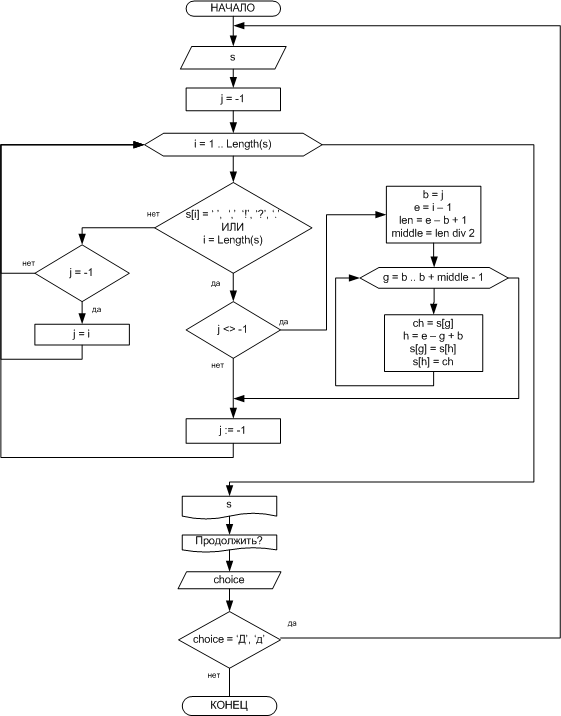 НАЧАЛО
s
j = -1
i = 1 .. Length(s)
s[i] = ‘ ‘, ‘,’ ‘!’, ‘?’, ‘.’
ИЛИ
i = Length(s)
нет
да
j = -1
нет
да
j = i
j <> -1
да
нет
b = j
e = i – 1
len = e – b + 1
middle = len div 2
g = b .. b + middle - 1
ch = s[g]
h = e – g + b
s[g] = s[h]
s[h] = ch
j := -1
s
Продолжить?
choice
choice = ‘Д’, ‘д’
да
нет
КОНЕЦ